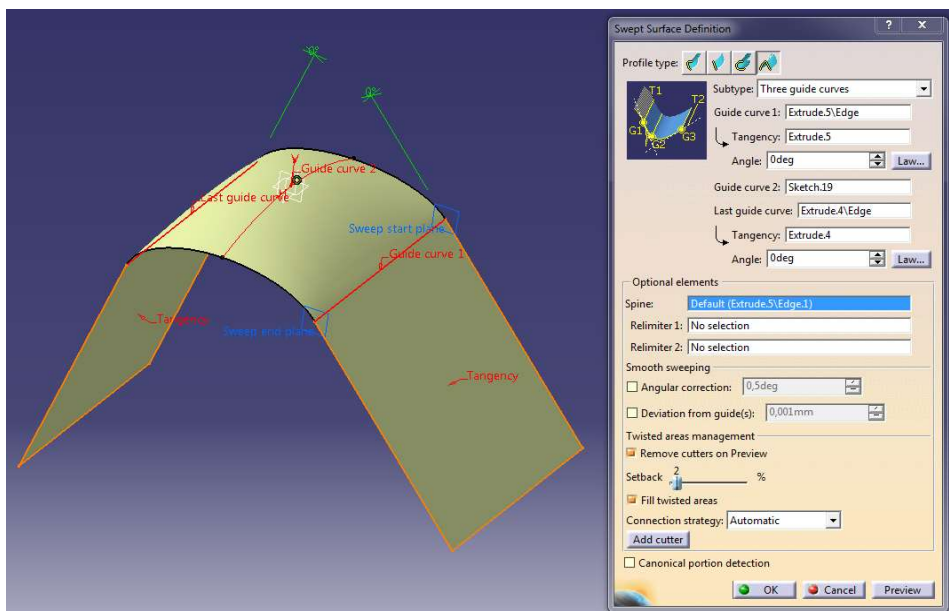 Swept Surface Definition
?
X
Profile type:
Subtype: Three guide curves
T1
T2
G1
G2
G3
Guide curve 1: Extrude.5\Edge
Tangency: Extrude.5
Angle: 0deg Law...
Guide curve 2: Sketch.19
Last guide curve: Extrude.4\Edge
Tangency: Extrude.4
Angle: 0deg Law...
Optional elements
Spine: Default (Extrude.5\Edge.1)
Relimiter 1: No selection
Relimiter 2: No selection
Smooth sweeping
Angular correction: 0,5deg
Deviation from guide(s): 0,001mm
Twisted areas management
Remove cutters on Preview
2
Setback %
Fill twisted areas
Connection strategy: Automatic
Add cutter
Canonical portion detection
OK Cancel Preview
0°
0°
Guide curve 2
Last guide curve
Sweep start plane
Guide curve 1
Tangency
Sweep end plane
Tangency